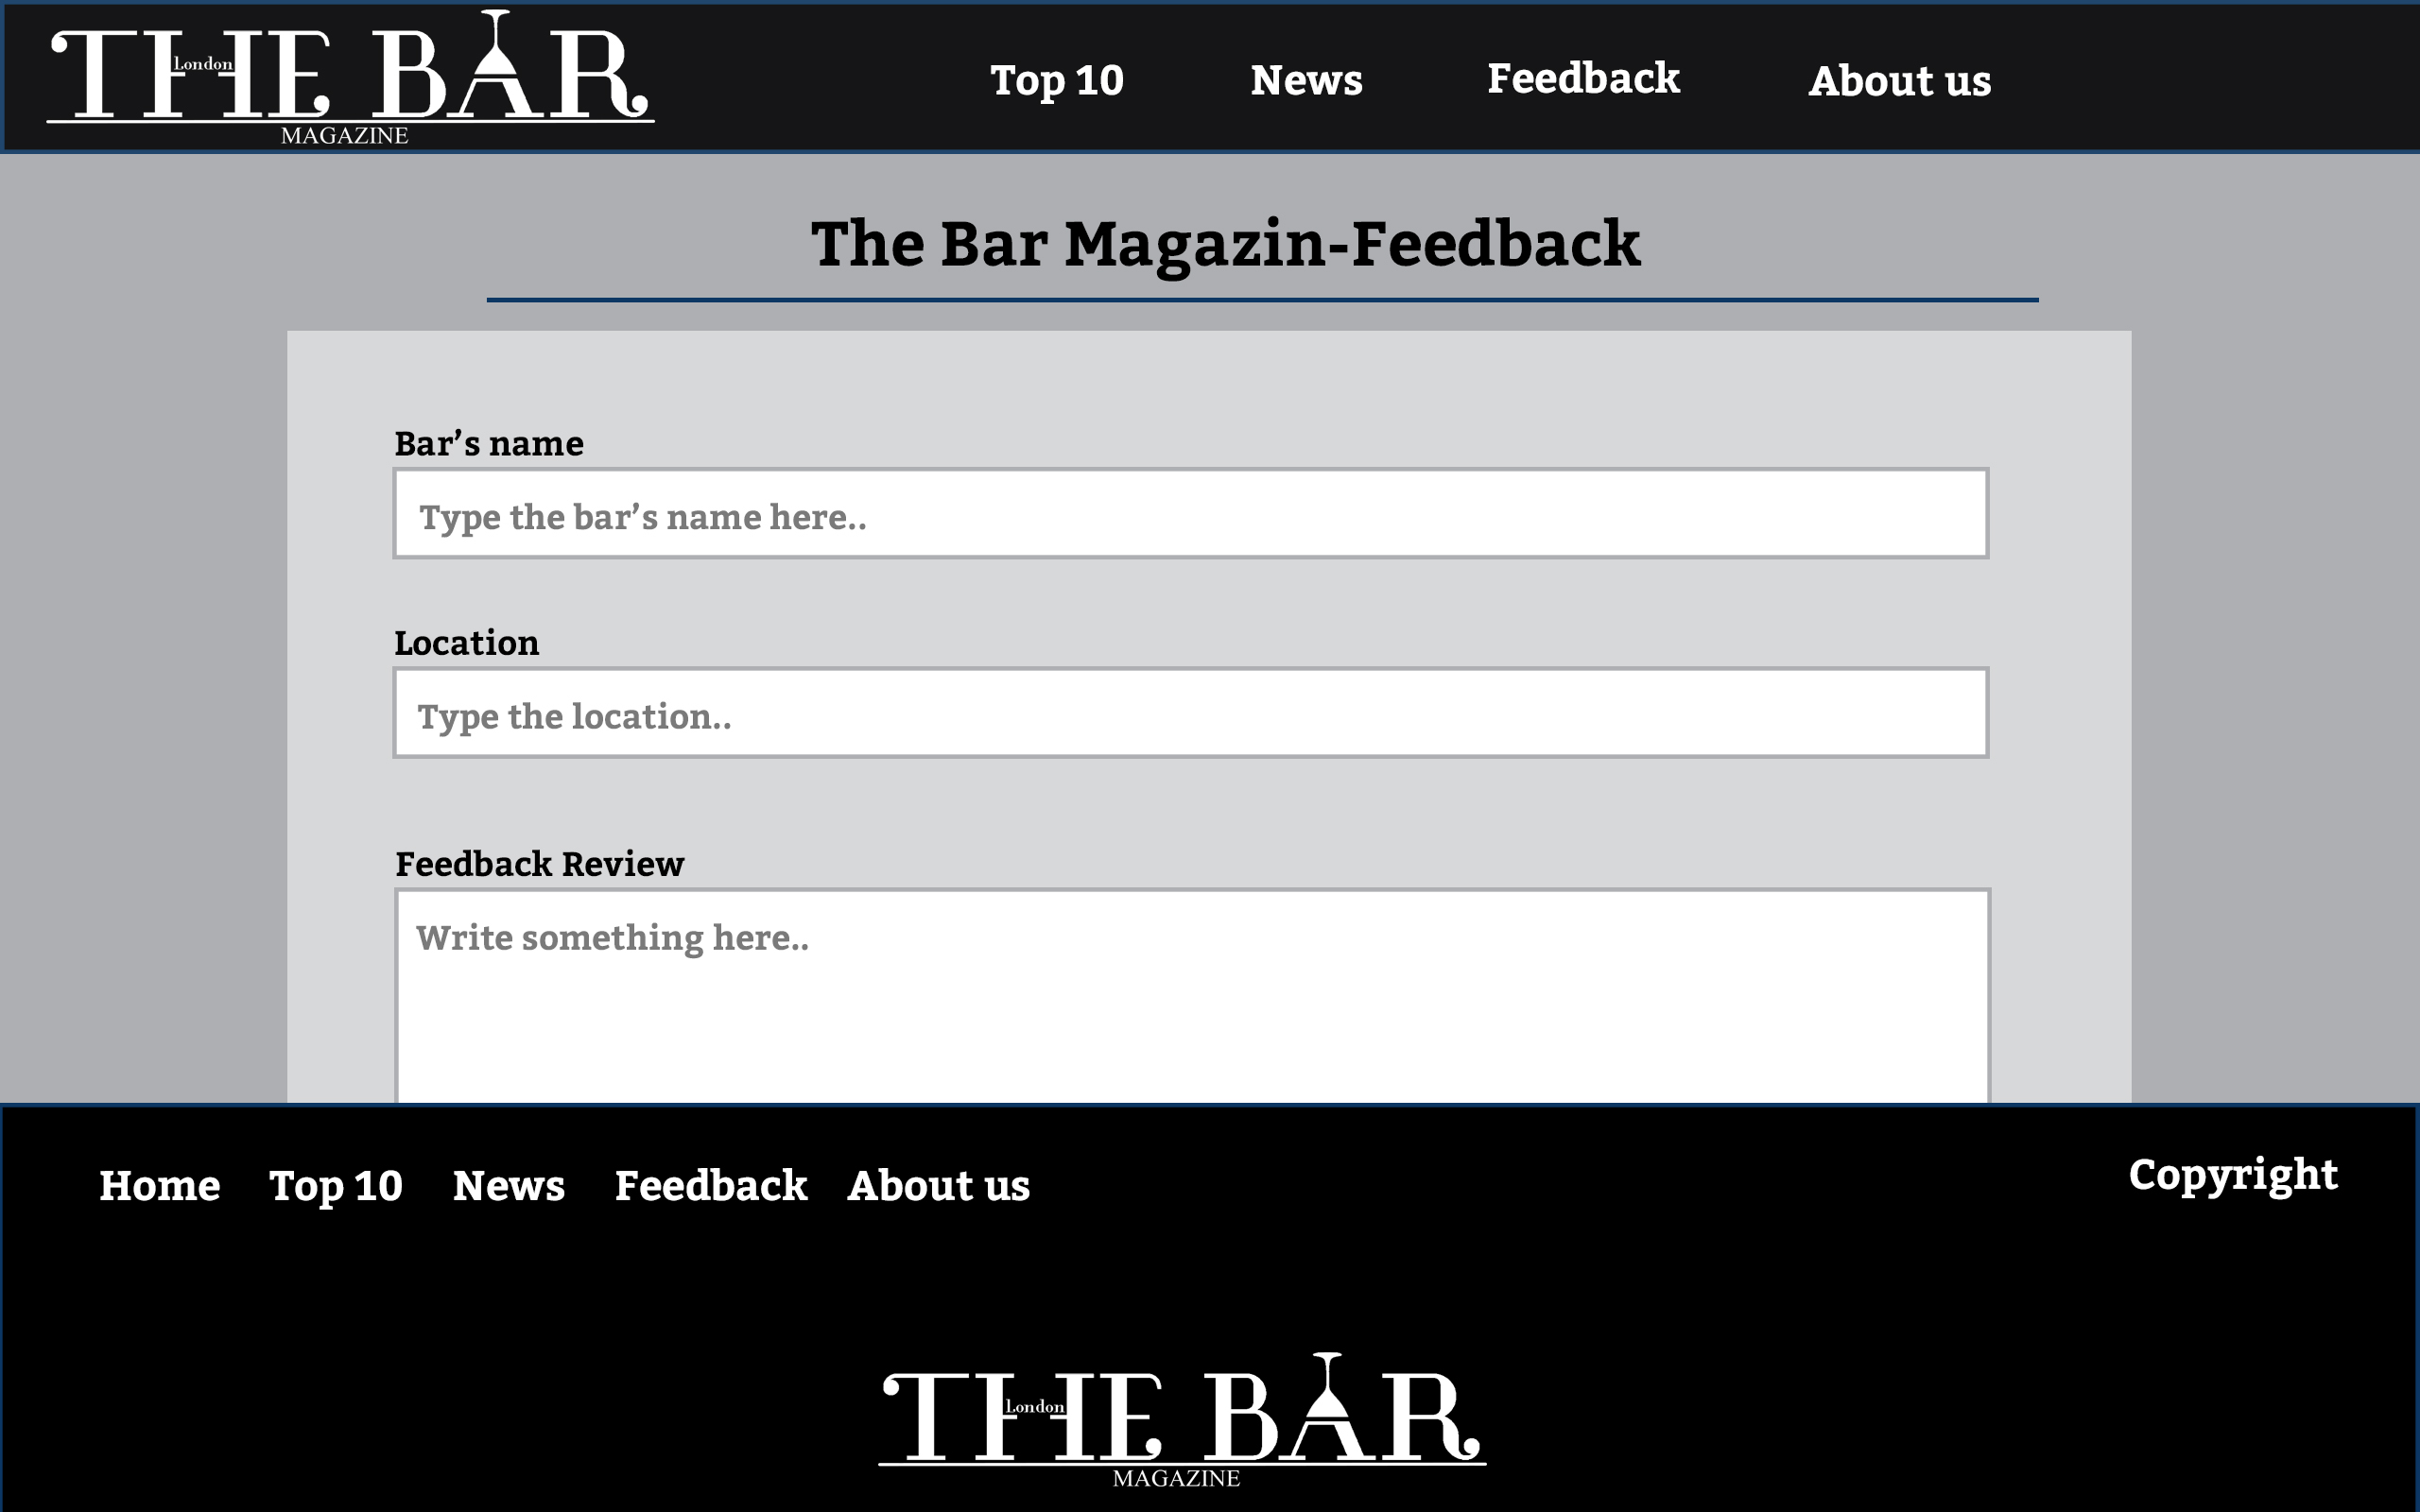 THE BAR
London
MAGAZINE
Top 10 News Feedback About us
The Bar Magazin-Feedback
Bar’s name
Type the bar’s name here..
Location
Type the location..
Feedback Review
Write something here..
Home Top 10 News Feedback About us Copyright
THE BAR
London
MAGAZINE